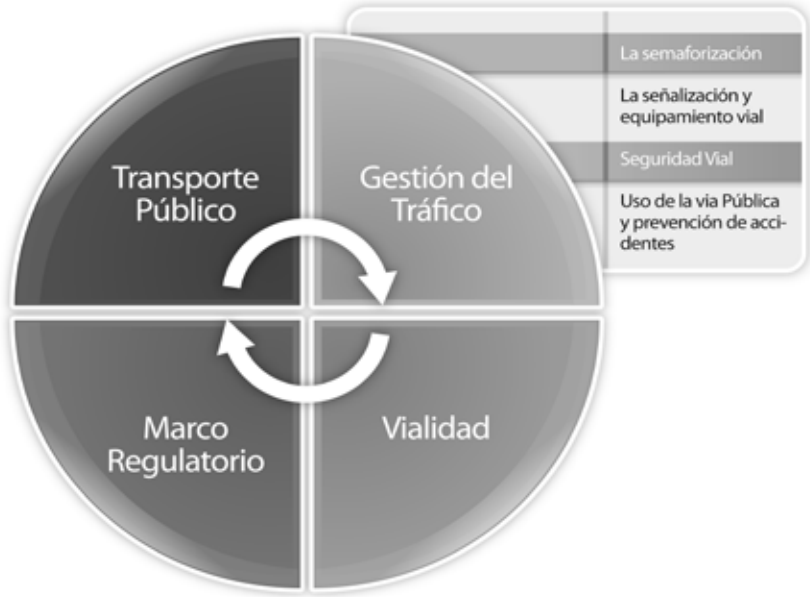 Transporte
Público
Gestión del
Tráfico
La semaforización
La señalización y
equipamiento vial
Seguridad Vial
Uso de la via Pública
y prevención de acci-
dentes
Marco
Regulatorio
Vialidad